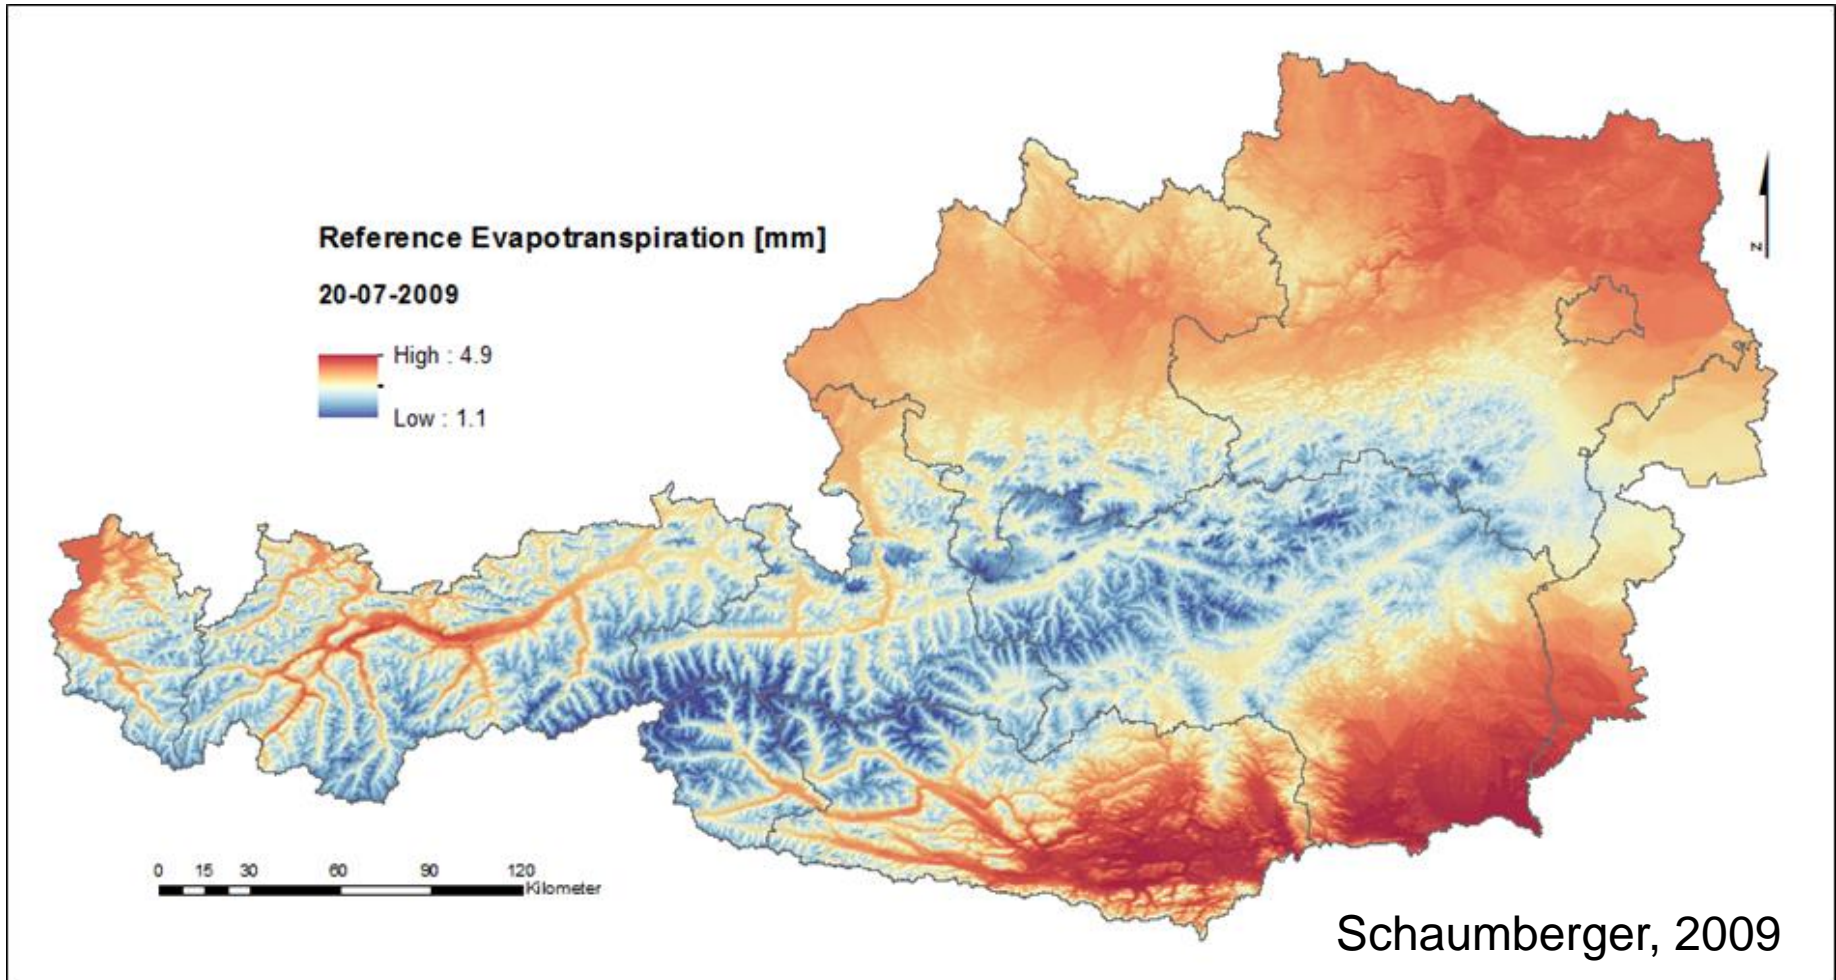 Reference Evapotranspiration [mm]
20-07-2009
High : 4.9
Low : 1.1
N
0 15 30 60 90 120
Kilometer
Schaumberger, 2009